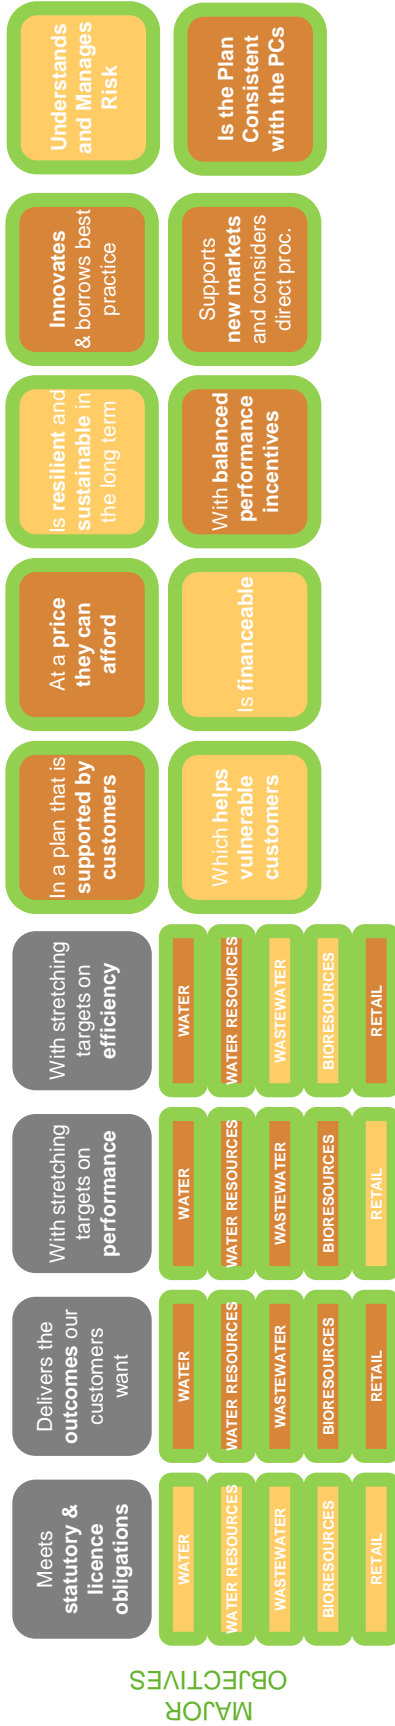 MAJOR
OBJECTIVES
Meets
statutory &
licence
obligations
WATER
WATER RESOURCES
WASTEWATER
BIORESOURCES
RETAIL
Delivers the
outcomes our
customers
want
WATER
WATER RESOURCES
WASTEWATER
BIORESOURCES
RETAIL
With stretching
targets on
performance
WATER
WATER RESOURCES
WASTEWATER
BIORESOURCES
RETAIL
With stretching
targets on
efficiency
WATER
WATER RESOURCES
WASTEWATER
BIORESOURCES
RETAIL
In a plan that is
supported by
customers
Which helps
vulnerable
customers
At a price
they can
afford
Is financeable
Is resilient and
sustainable in
the long term
With balanced
performance
incentives
Innovates
& borrows best
practice
Supports
new markets
and considers
direct proc.
Understands
and Manages
Risk
Is the Plan
Consistent
with the PCs